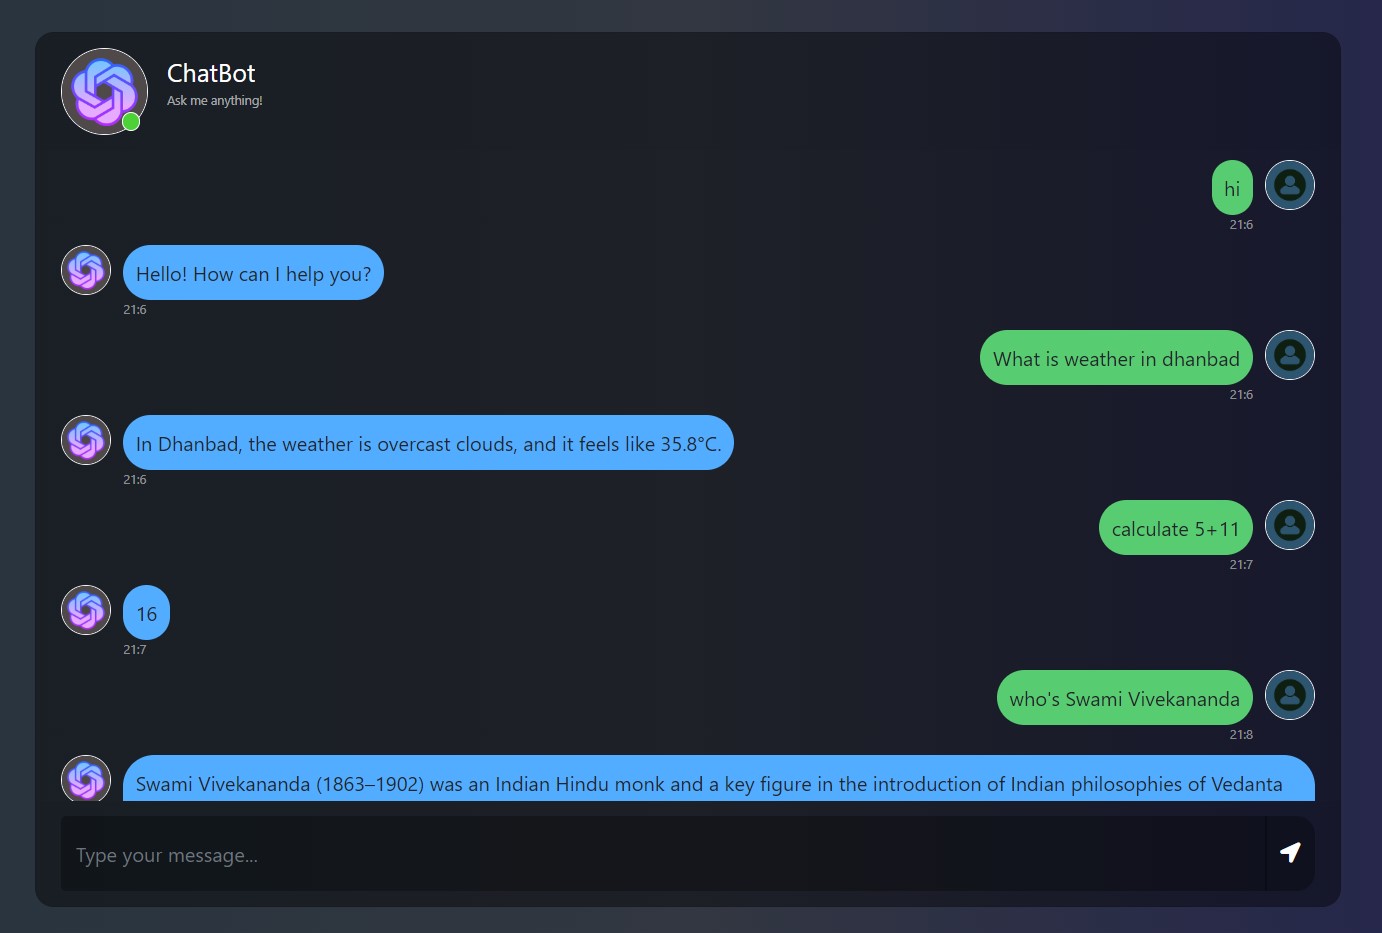 ChatBot
Ask me anything!
hi
21:6
Hello! How can I help you?
21:6
What is weather in dhanbad
21:6
In Dhanbad, the weather is overcast clouds, and it feels like 35.8°C.
21:6
calculate 5+11
21:7
16
21:7
who's Swami Vivekananda
21:8
Swami Vivekananda (1863–1902) was an Indian Hindu monk and a key figure in the introduction of Indian philosophies of Vedanta
Type your message...